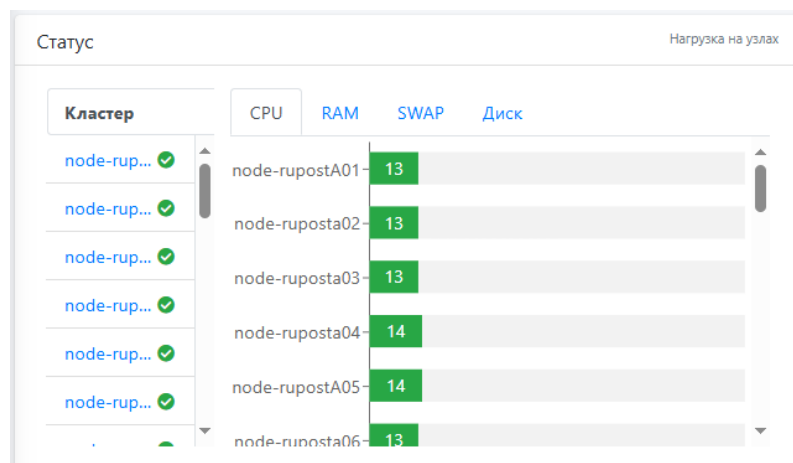 Статус
Нагрузка на узлах
Кластер
CPU RAM SWAP Диск
node-rup...
node-rup...
node-rup...
node-rup...
node-rup...
node-rup...
node-rupostA01 13
node-ruposta02 13
node-ruposta03 13
node-ruposta04 14
node-rupostA05 14
node-ruposta06 13